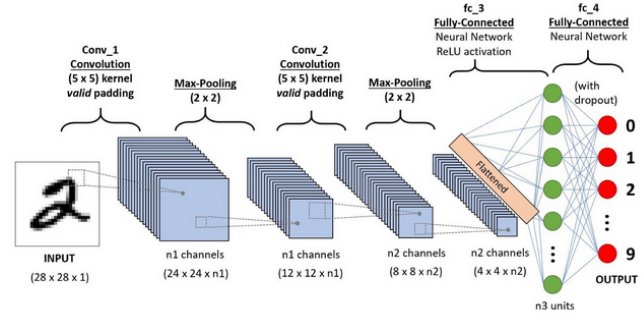 fc_3
Fully-Connected
Neural Network
ReLU activation
fc_4
Fully-Connected
Neural Network
Conv_1
Convolution
(5 x 5) kernel
valid padding
Max-Pooling
(2 x 2)
Conv_2
Convolution
(5 x 5) kernel
valid padding
Max-Pooling
(2 x 2)
(with
dropout)
Flattened
2
0
1
2
9
INPUT
(28 x 28 x 1)
n1 channels
(24 x 24 x n1)
n1 channels
(12 x 12 x n1)
n2 channels
(8 x 8 x n2)
n2 channels
(4 x 4 x n2)
OUTPUT
n3 units